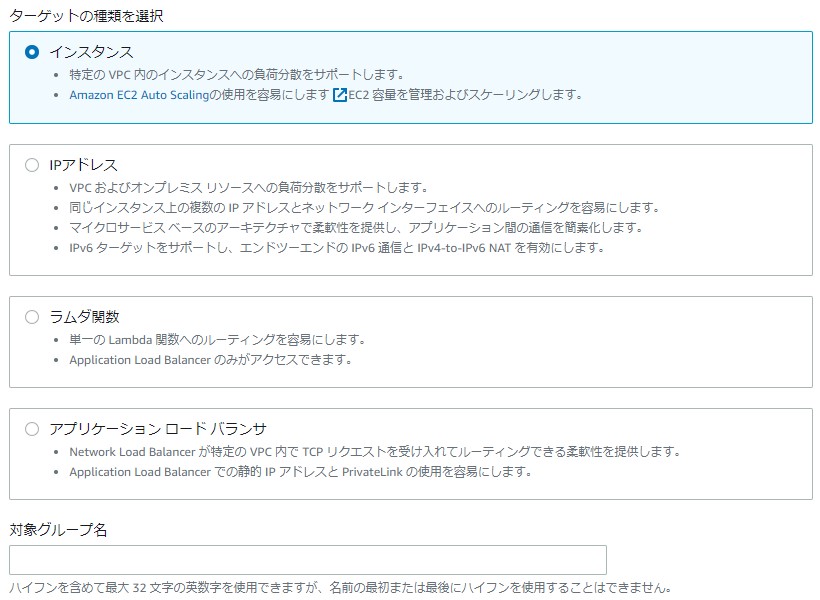 ターゲットの種類を選択
インスタンス
• 特定の VPC 内のインスタンスへの負荷分散をサポートします。
• Amazon EC2 Auto Scalingの使用を容易にします EC2 容量を管理およびスケーリングします。
IPアドレス
• VPC およびオンプレミス リソースへの負荷分散をサポートします。
• 同じインスタンス上の複数の IP アドレスとネットワーク インターフェイスへのルーティングを容易にします。
• マイクロサービス ベースのアーキテクチャで柔軟性を提供し、アプリケーション間の通信を簡素化します。
• IPv6 ターゲットをサポートし、エンドツーエンドの IPv6 通信と IPv4-to-IPv6 NAT を有効にします。
ラムダ関数
• 単一の Lambda 関数へのルーティングを容易にします。
• Application Load Balancer のみがアクセスできます。
アプリケーション ロード バランサ
• Network Load Balancer が特定の VPC 内で TCP リクエストを受け入れてルーティングできる柔軟性を提供します。
• Application Load Balancer での静的 IP アドレスと PrivateLink の使用を容易にします。
対象グループ名
ハイフンを含めて最大 32 文字の英数字を使用できますが、名前の最初または最後にハイフンを使用することはできません。